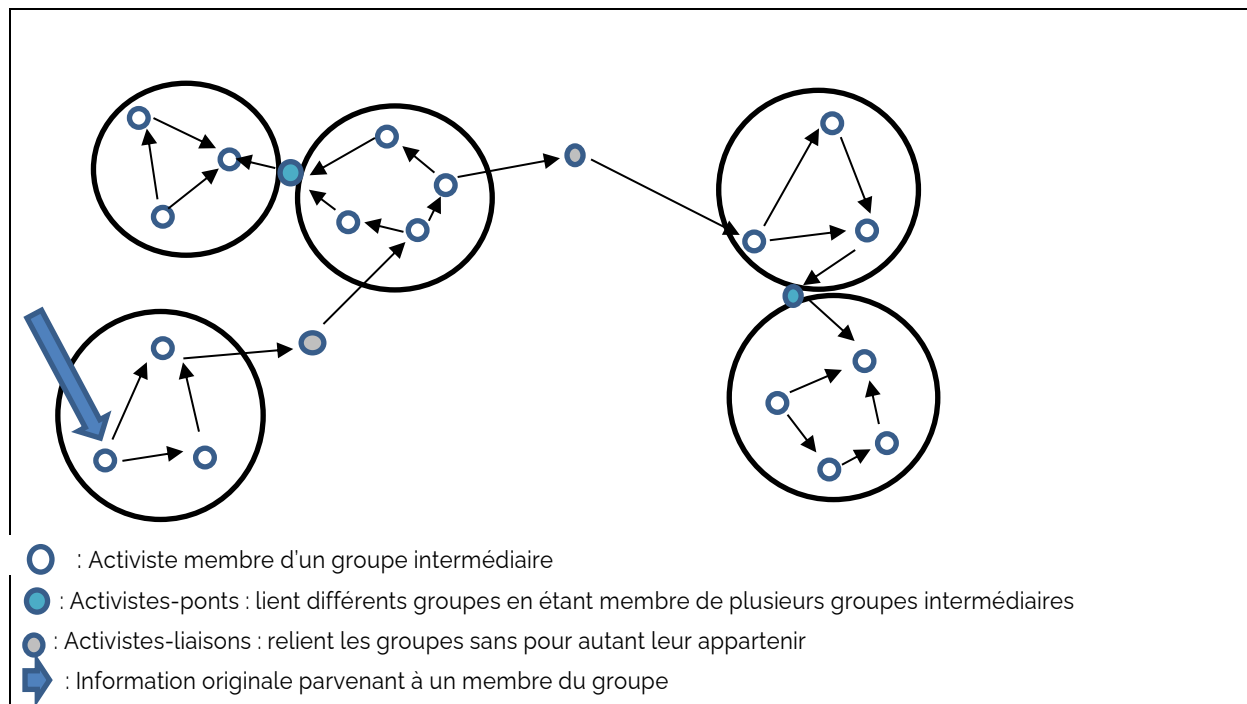 : Activiste membre d'un groupe intermédiaire
: Activistes-ponts : lient différents groupes en étant membre de plusieurs groupes intermédiaires
: Activistes-liaisons : relient les groupes sans pour autant leur appartenir
: Information originale parvenant à un membre du groupe